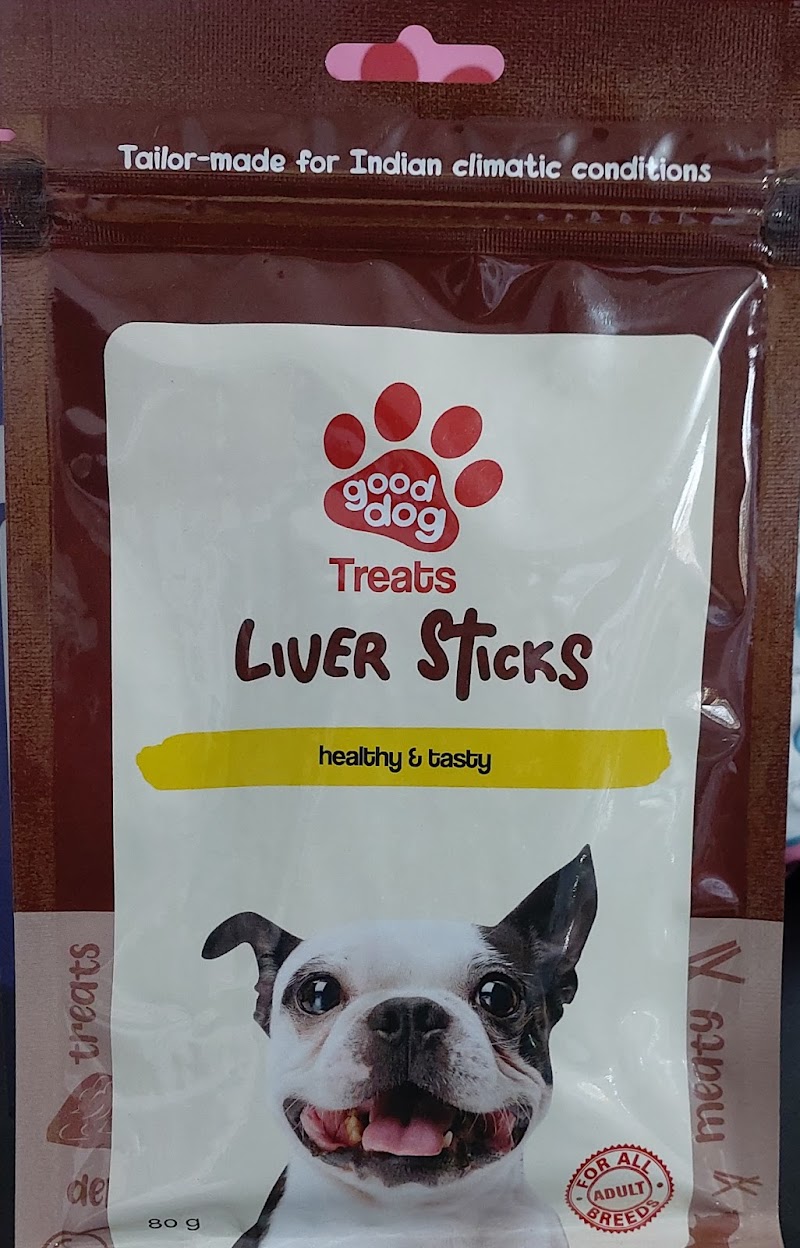 Tailor-made for Indian climatic conditions
good
dog
Treats
LIVER STICKS
healthy & tasty
treats
meaty
80 g
FOR ALL
ADULT
BREEDS